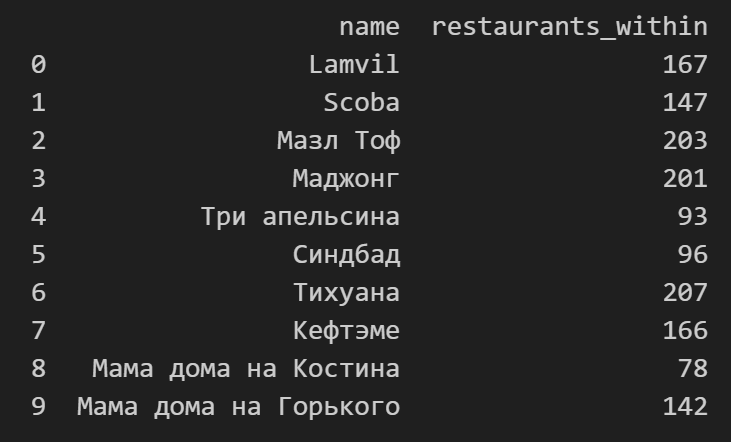 name restaurants_within
0 Lamvil 167
1 Scoba 147
2 Мазл Тоф 203
3 Маджонг 201
4 Три апельсина 93
5 Синдбад 96
6 Тихуана 207
7 Кефтэме 166
8 Мама дома на Костина 78
9 Мама дома на Горького 142